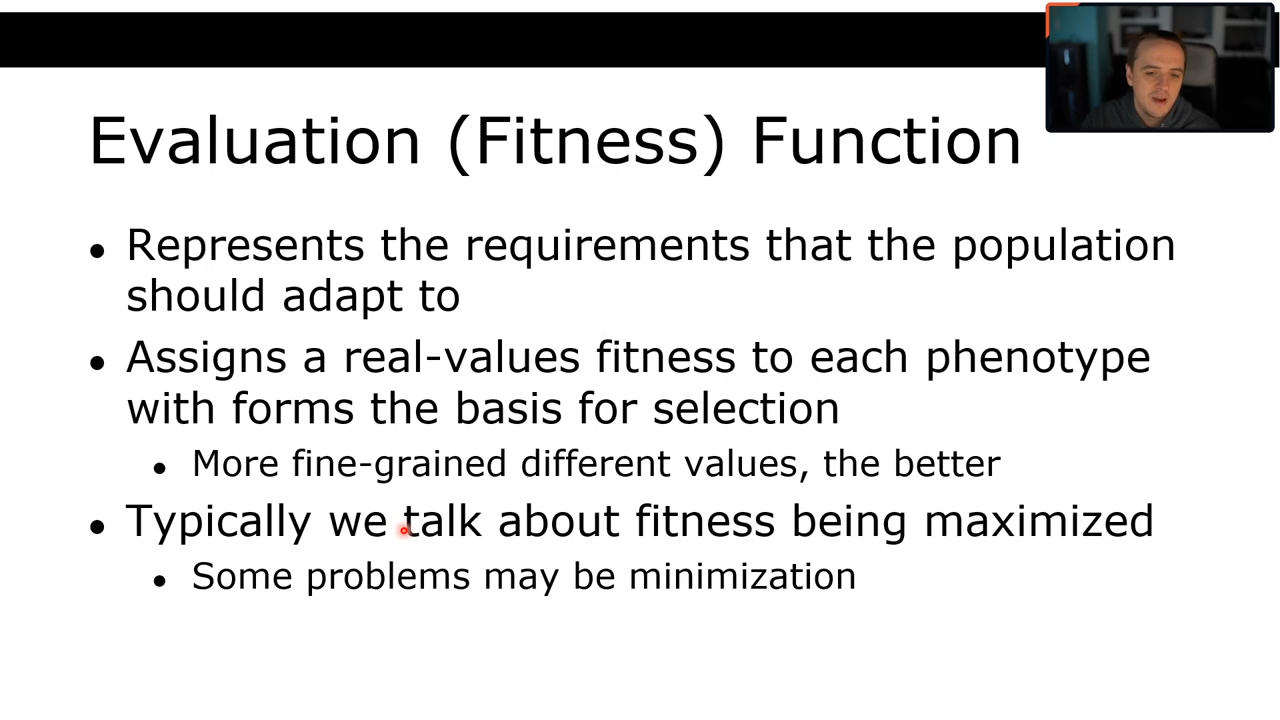 Evaluation (Fitness) Function
• Represents the requirements that the population
should adapt to
• Assigns a real-values fitness to each phenotype
with forms the basis for selection
• More fine-grained different values, the better
• Typically we talk about fitness being maximized
• Some problems may be minimization